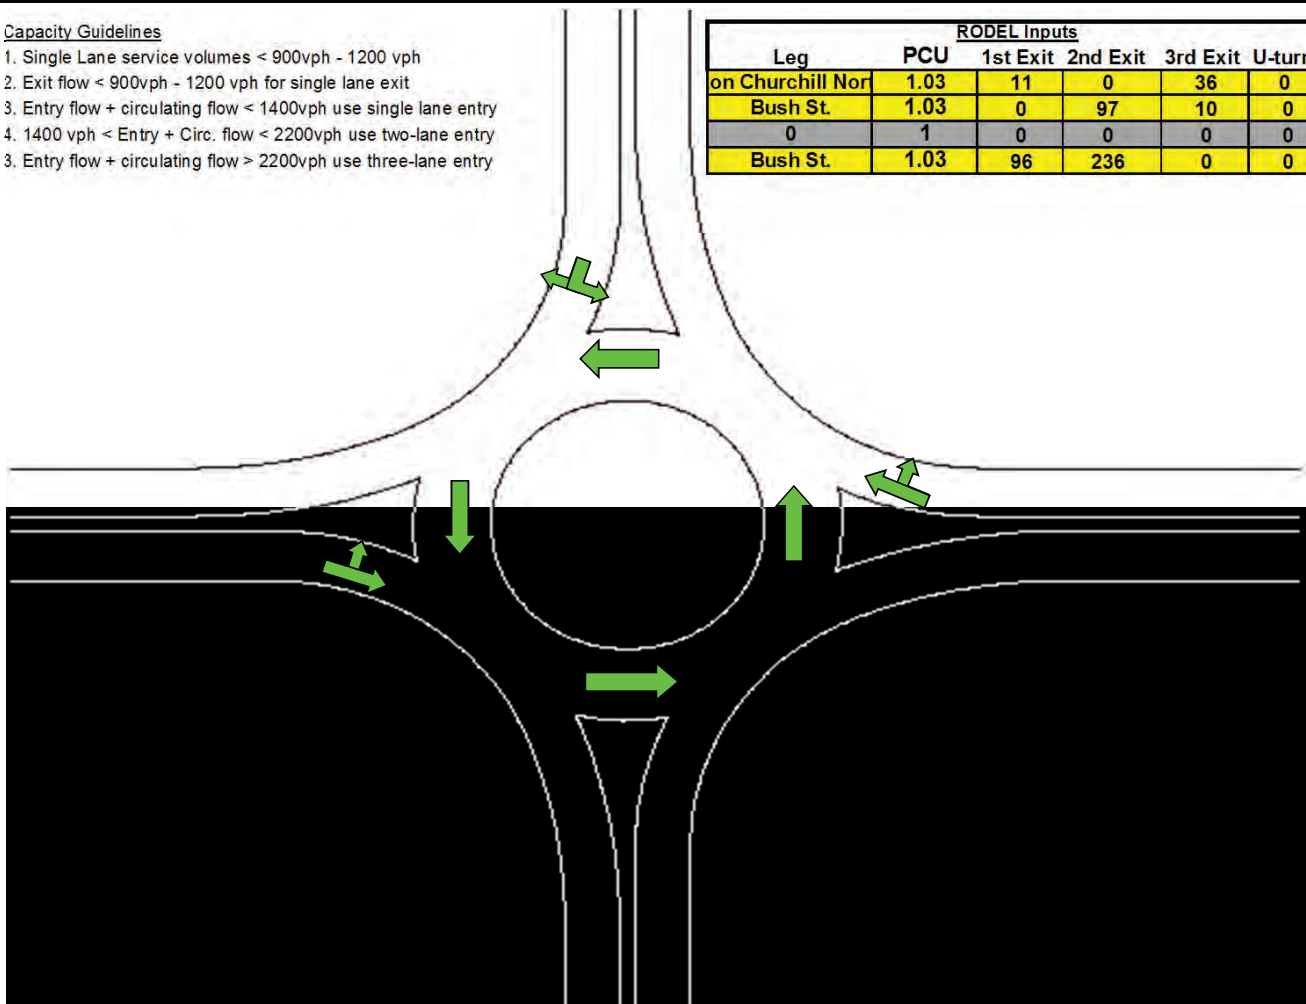 Capacity Guidelines
1. Single Lane service volumes < 900vph - 1200 vph
2. Exit flow < 900vph - 1200 vph for single lane exit
3. Entry flow + circulating flow < 1400vph use single lane entry
4. 1400 vph < Entry + Circ. flow < 2200vph use two-lane entry
3. Entry flow + circulating flow > 2200vph use three-lane entry
RODEL Inputs
Leg PCU 1st Exit 2nd Exit 3rd Exit U-turn
on Churchill Nort 1.03 11 0 36 0
Bush St. 1.03 0 97 10 0
0 1 0 0 0 0
Bush St. 1.03 96 236 0 0